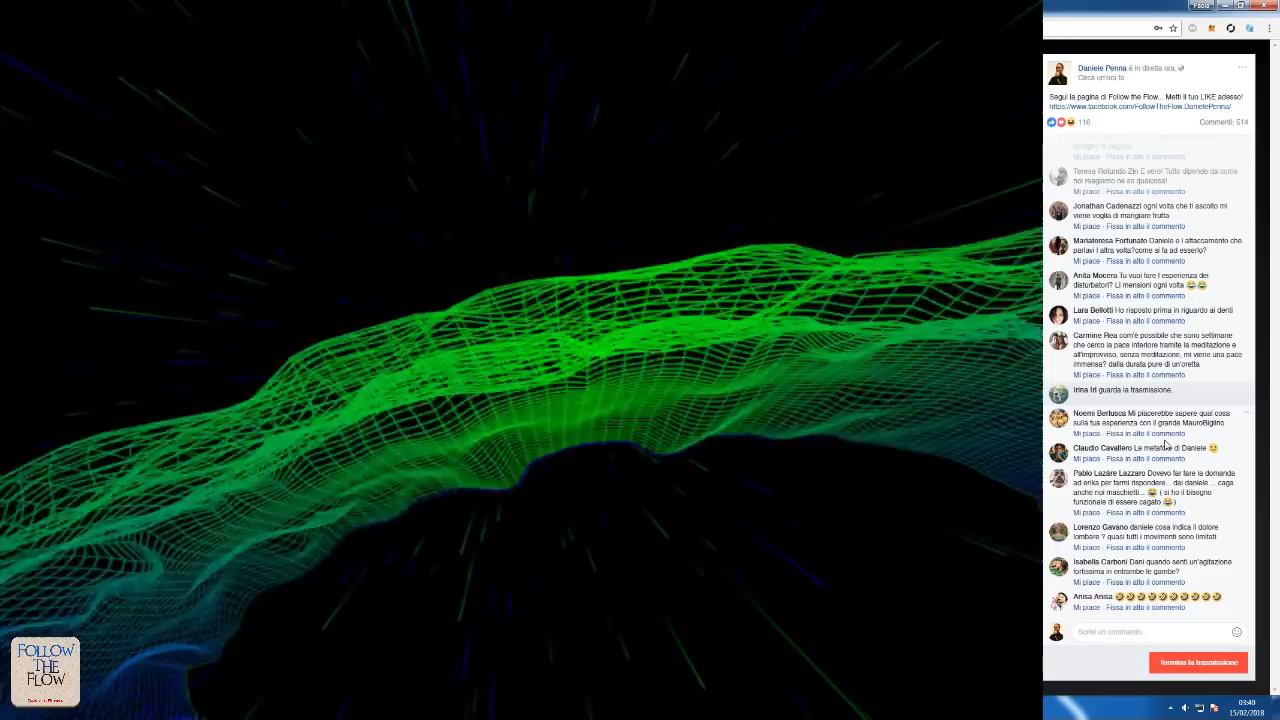 Paola
Daniele Penna è in diretta ora.
Circa un'ora fa
Segui la pagina di Follow the Flow... Metti il tuo LIKE adesso!
https://www.facebook.com/FollowTheFlow.DanielePenna/
116
Commenti: 514
Mi piace · Fissa in alto il commento
Teresa Rotundo Zin E vero! Tutto dipende da come
noi reagiamo ne so qualcosa!
Mi piace · Fissa in alto il commento
Jonathan Cadenazzi ogni volta che ti ascolto mi
viene voglia di mangiare frutta
Mi piace · Fissa in alto il commento
Mariateresa Fortunato Daniele e l attaccamento che
parlavi l altra volta?come si fa ad esserlo?
Mi piace · Fissa in alto il commento
Anita Mocera Tu vuoi fare l esperienza dei
disturbatori? Li mensioni ogni volta 😂😂
Mi piace · Fissa in alto il commento
Lara Bellotti Ho risposto prima in riguardo ai denti
Mi piace · Fissa in alto il commento
Carmine Rea com'è possibile che sono settimane
che cerco la pace interiore tramite la meditazione e
all'improvviso, senza meditazione, mi viene una pace
immensa? dalla durata pure di un'oretta
Mi piace · Fissa in alto il commento
Irina Iri guarda la trasmissione.
Noemi Berlusca Mi piacerebbe sapere qual cosa
sulla tua esperienza con il grande MauroBiglino
Mi piace · Fissa in alto il commento
Claudio Cavallero Le metafore di Daniele 🙂
Mi piace · Fissa in alto il commento
Pablo Lazàre Lazzaro Dovevo far fare la domanda
ad erika per farmi rispondere... dai daniele ... caga
anche noi maschietti... 😂 ( si ho il bisogno
funzionale di essere cagato 😂)
Mi piace · Fissa in alto il commento
Lorenzo Gavano daniele cosa indica il dolore
lombare ? quasi tutti i movimenti sono limitati
Mi piace · Fissa in alto il commento
Isabella Carboni Dani quando senti un'agitazione
fortissima in entrambe le gambe?
Mi piace · Fissa in alto il commento
Anisa Anisa 🤣🤣🤣🤣🤣🤣🤣🤣🤣🤣
Mi piace · Fissa in alto il commento
Scrivi un commento...
Termina la trasmissione
03:40
15/02/2018
FOLLOW
THE
FLOW